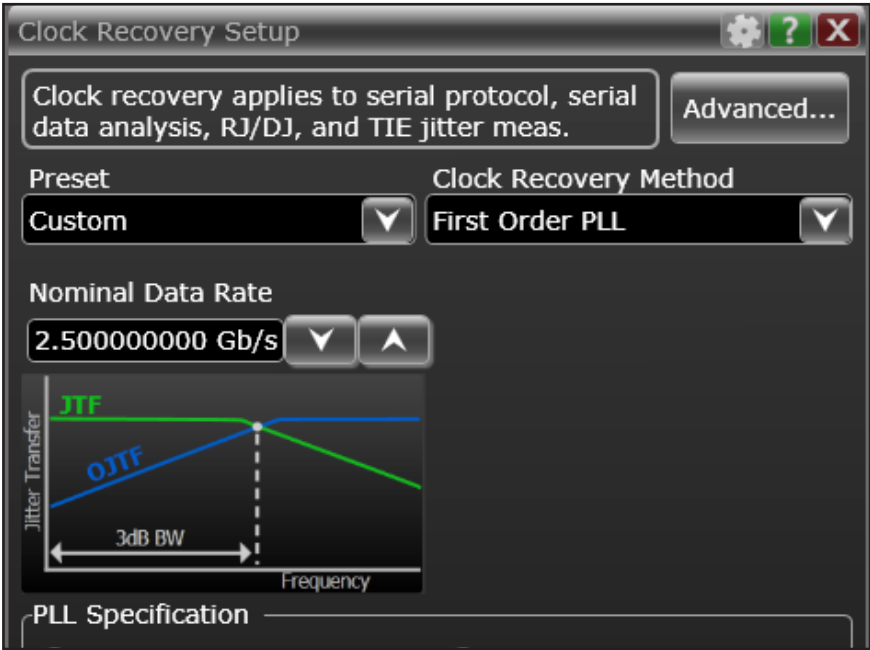 Clock Recovery Setup
?
X
Clock recovery applies to serial protocol, serial
data analysis, RJ/DJ, and TIE jitter meas.
Advanced...
Preset
Clock Recovery Method
Custom
First Order PLL
Nominal Data Rate
2.500000000 Gb/s
JTF
OJTF
Jitter Transfer
3dB BW
Frequency
PLL Specification